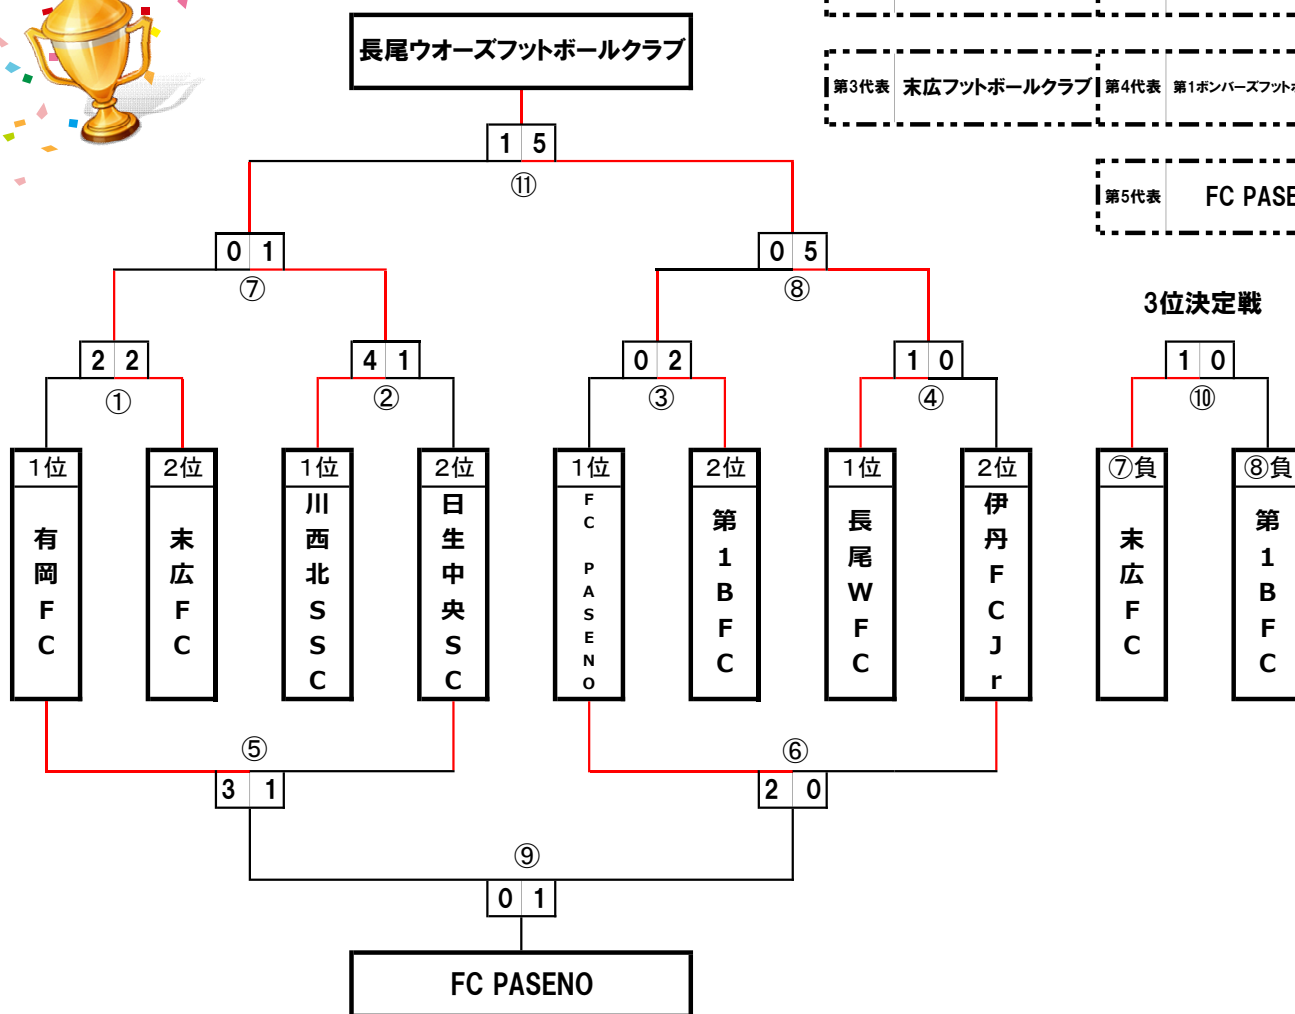 長尾ウオーズフットボールクラブ
第3代表 末広フットボールクラブ 第4代表 第1ボンバーズフットボ
1 5
⑪
第5代表 FC PASE
0 1
⑦
0 5
⑧
3位決定戦
2 2
①
4 1
②
0 2
③
1 0
④
1 0
⑩
1位 有岡FC
2位 末広FC
1位 川西北SSC
2位 日生中央SC
1位 FC PASENO
2位 第1BFC
1位 長尾WFC
2位 伊丹FCJr
⑦負 末広FC
⑧負 第1BFC
⑤
3 1
⑥
2 0
⑨
0 1
FC PASENO